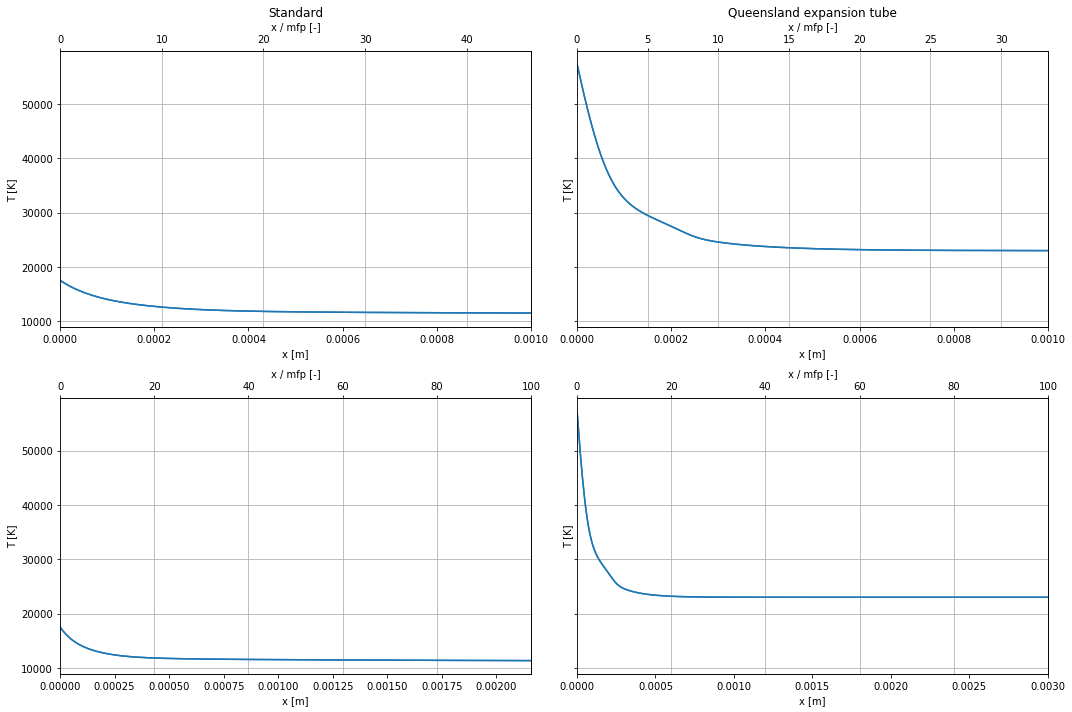 Standard
x / mfp [-]
0 10 20 30 40
T [K]
50000
40000
30000
20000
10000
0.0000 0.0002 0.0004 0.0006 0.0008 0.0010
x [m]
Queensland expansion tube
x / mfp [-]
0 5 10 15 20 25 30
T [K]
0.0000 0.0002 0.0004 0.0006 0.0008 0.0010
x [m]
x / mfp [-]
0 20 40 60 80 100
T [K]
50000
40000
30000
20000
10000
0.00000 0.00025 0.00050 0.00075 0.00100 0.00125 0.00150 0.00175 0.00200
x [m]
x / mfp [-]
0 20 40 60 80 100
T [K]
0.0000 0.0005 0.0010 0.0015 0.0020 0.0025 0.0030
x [m]